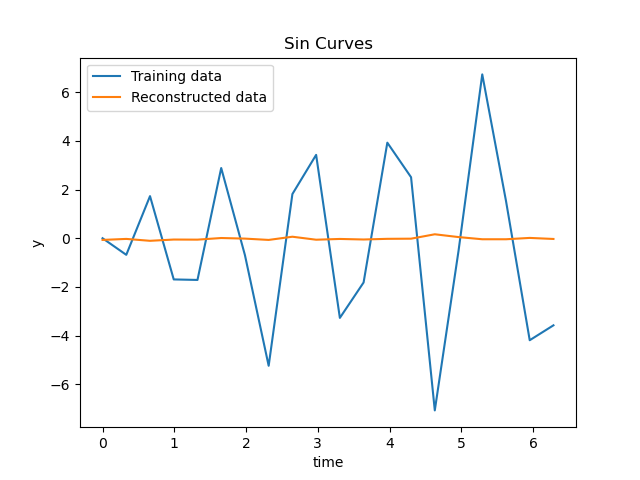 Sin Curves
Training data
Reconstructed data
6
4
2
0
−2
−4
−6
y
0 1 2 3 4 5 6
time